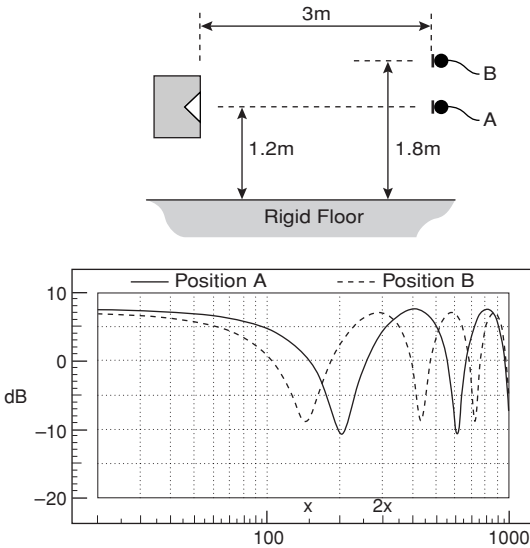 3m
B
A
1.2m
1.8m
Rigid Floor
Position A
Position B
10
0
dB
−10
−20
x
2x
100
1000